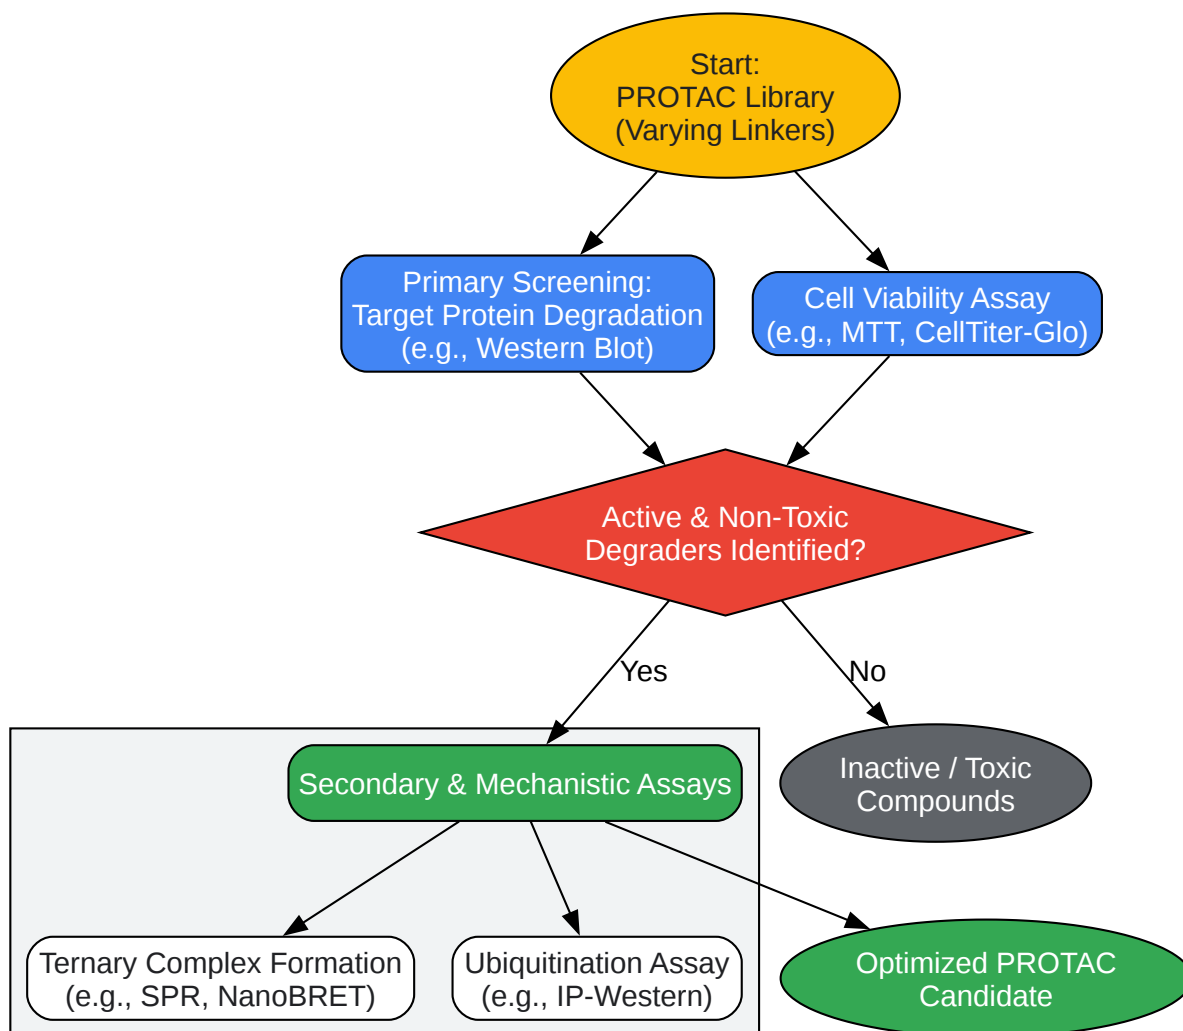 Start:
PROTAC Library
(Varying Linkers)
Primary Screening:
Target Protein Degradation
(e.g., Western Blot)
Cell Viability Assay
(e.g., MTT, CellTiter-Glo)
Active & Non-Toxic
Degraders Identified?
Yes
No
Secondary & Mechanistic Assays
Inactive / Toxic
Compounds
Ternary Complex Formation
(e.g., SPR, NanoBRET)
Ubiquitination Assay
(e.g., IP-Western)
Optimized PROTAC
Candidate